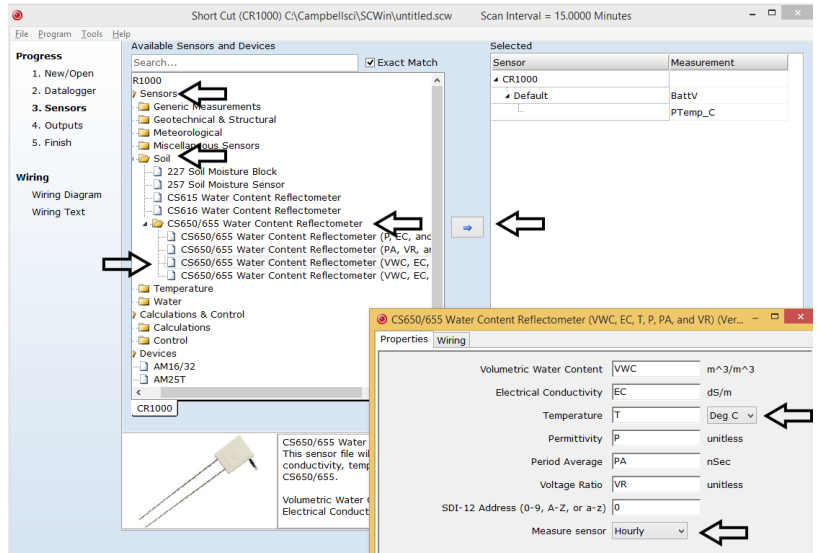 Short Cut (CR1000) C:\Campbellsci\SCWin\untitled.scw Scan Interval = 15.0000 Minutes
File Program Tools Help
Progress
1. New/Open
2. Datalogger
3. Sensors
4. Outputs
5. Finish
Wiring
Wiring Diagram
Wiring Text
Available Sensors and Devices
Search...
Exact Match
R1000
Sensors
Generic Measurements
Geotechnical & Structural
Meteorological
Miscellaneous Sensors
Soil
227 Soil Moisture Block
257 Soil Moisture Sensor
CS615 Water Content Reflectometer
CS616 Water Content Reflectometer
CS650/655 Water Content Reflectometer
CS650/655 Water Content Reflectometer (P, EC, and
CS650/655 Water Content Reflectometer (PA, VR, ar
CS650/655 Water Content Reflectometer (VWC, EC,
CS650/655 Water Content Reflectometer (VWC, EC,
Temperature
Water
Calculations & Control
Calculations
Control
Devices
AM16/32
AM25T
CR1000
CS650/655 Water
This sensor file wil
conductivity, temp
CS650/655.
Volumetric Water
Electrical Conduct
Selected
Sensor Measurement
CR1000
Default BattV
PTemp_C
CS650/655 Water Content Reflectometer (VWC, EC, T, P, PA, and VR) (Ver...
Properties Wiring
Volumetric Water Content VWC m^3/m^3
Electrical Conductivity EC dS/m
Temperature T Deg C
Permittivity P unitless
Period Average PA nSec
Voltage Ratio VR unitless
SDI-12 Address (0-9, A-Z, or a-z) 0
Measure sensor Hourly